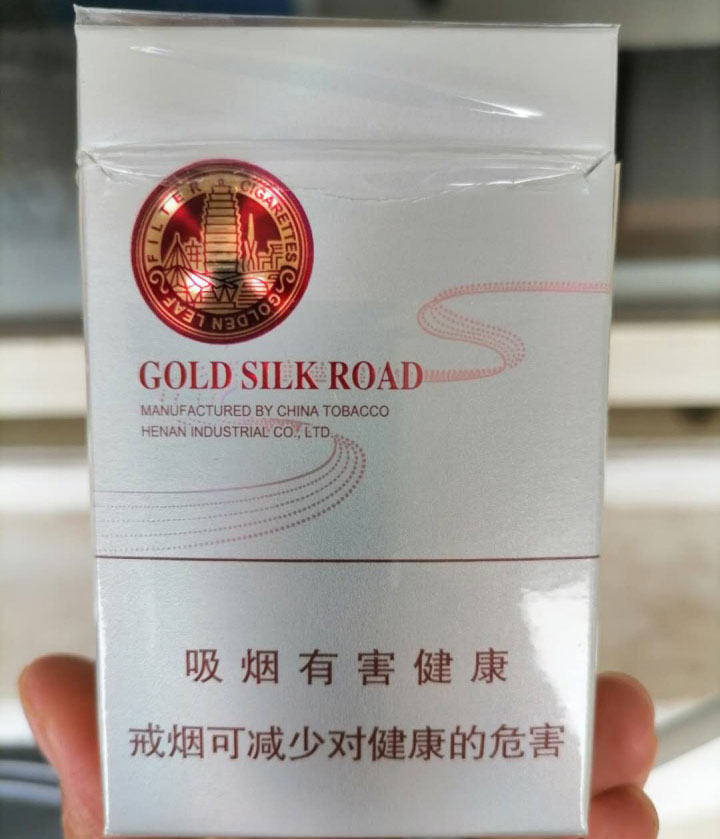 FILTER CIGARETTES
GOLDEN LEAF
GOLD SILK ROAD
MANUFACTURED BY CHINA TOBACCO
HENAN INDUSTRIAL CO., LTD.
吸烟有害健康
戒烟可减少对健康的危害